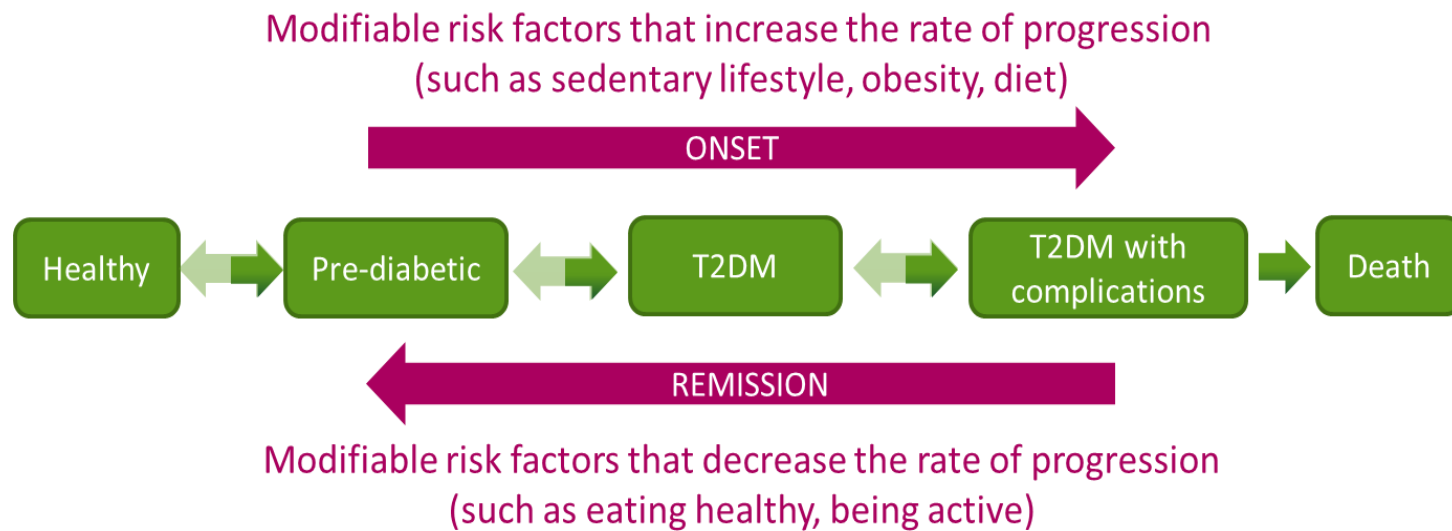 Modifiable risk factors that increase the rate of progression
(such as sedentary lifestyle, obesity, diet)
ONSET
Healthy
Pre-diabetic
T2DM
T2DM with
complications
Death
REMISSION
Modifiable risk factors that decrease the rate of progression
(such as eating healthy, being active)